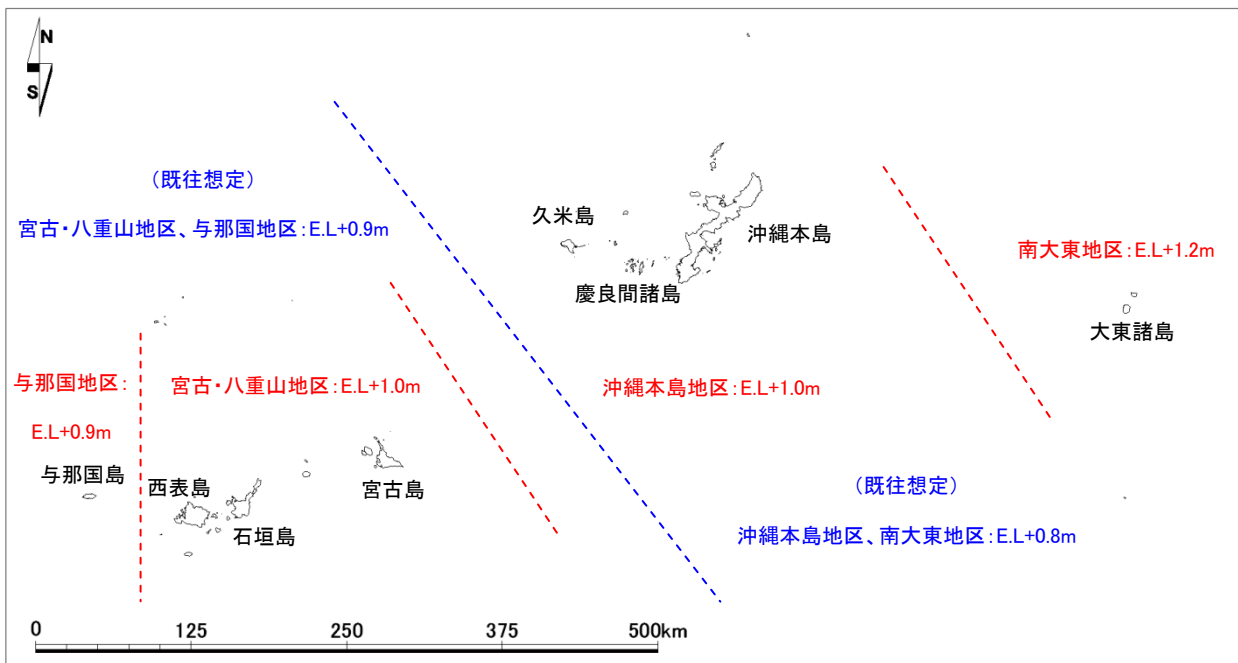 N
S
（既往想定）
宮古・八重山地区、与那国地区：E.L+0.9m
久米島
沖縄本島
慶良間諸島
南大東地区：E.L+1.2m
大東諸島
与那国地区：
E.L+0.9m
宮古・八重山地区：E.L+1.0m
沖縄本島地区：E.L+1.0m
与那国島
西表島
石垣島
宮古島
（既往想定）
沖縄本島地区、南大東地区：E.L+0.8m
0 125 250 375 500km